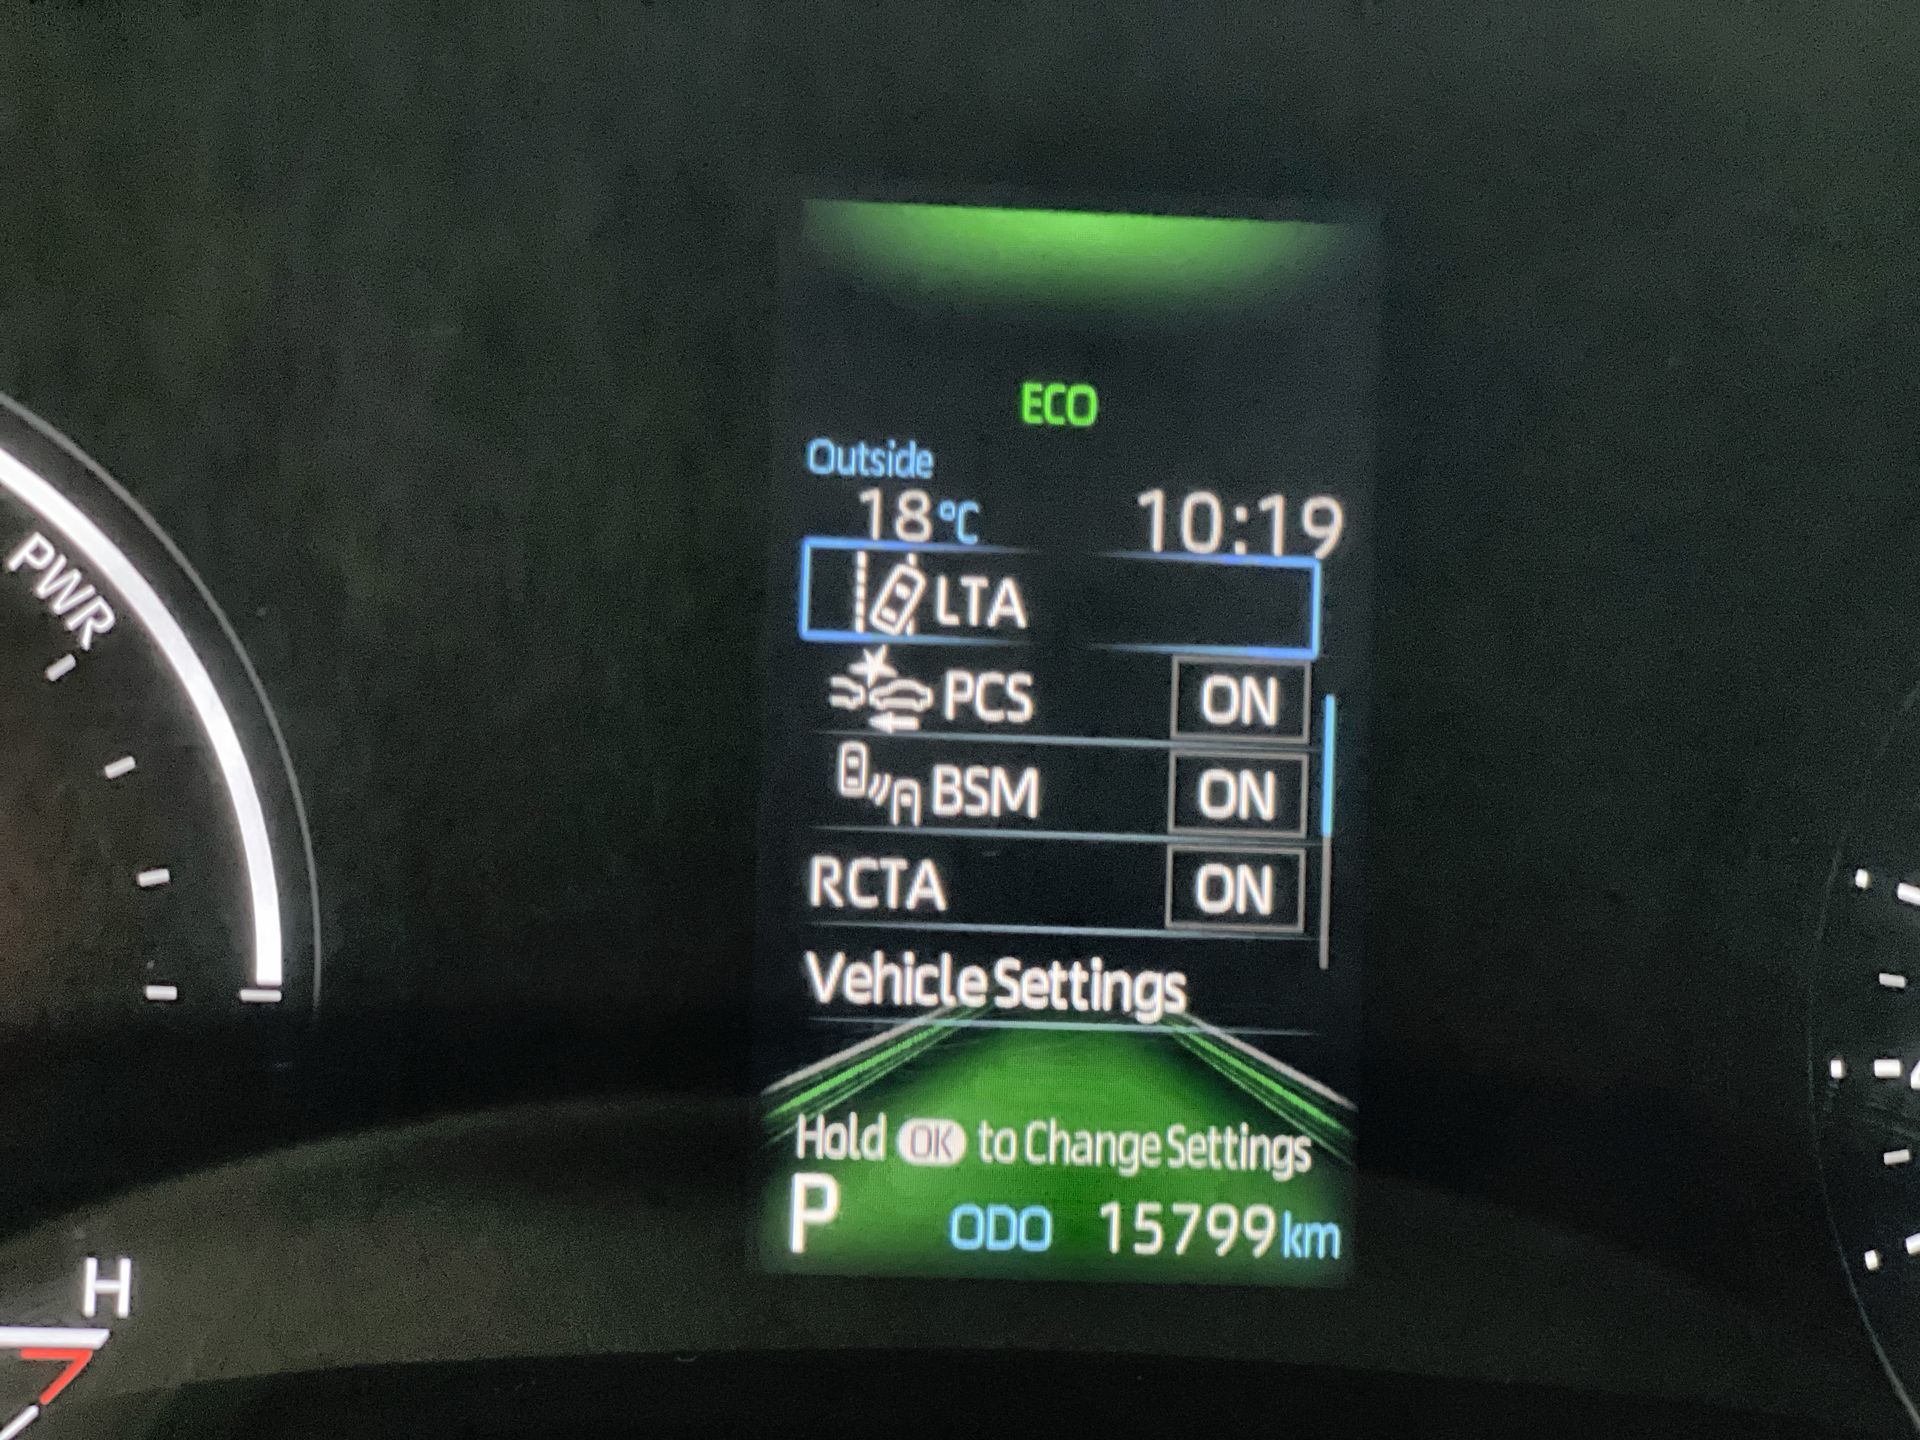 ECO
Outside
18°C 10:19
LTA
PCS ON
BSM ON
RCTA ON
Vehicle Settings
Hold OK to Change Settings
P ODO 15799km
PWR
H